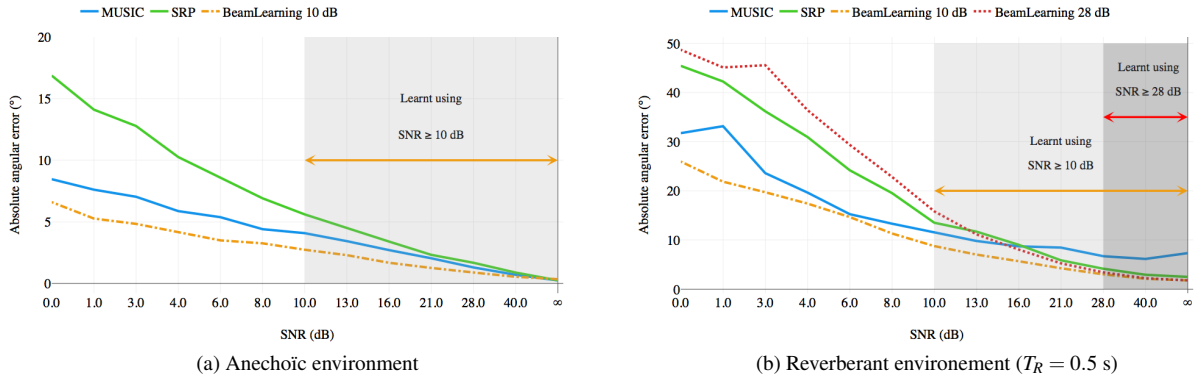 MUSIC SRP BeamLearning 10 dB
20
15
10
5
0
Absolute angular error (°)
Learnt using
SNR ≥ 10 dB
0.0 1.0 3.0 4.0 6.0 8.0 10.0 13.0 16.0 21.0 28.0 40.0 ∞
SNR (dB)
(a) Anechoïc environment
MUSIC SRP BeamLearning 10 dB BeamLearning 28 dB
50
40
30
20
10
0
Absolute angular error (°)
Learnt using
SNR ≥ 28 dB
Learnt using
SNR ≥ 10 dB
0.0 1.0 3.0 4.0 6.0 8.0 10.0 13.0 16.0 21.0 28.0 40.0 ∞
SNR (dB)
(b) Reverberant environement (T_R = 0.5 s)